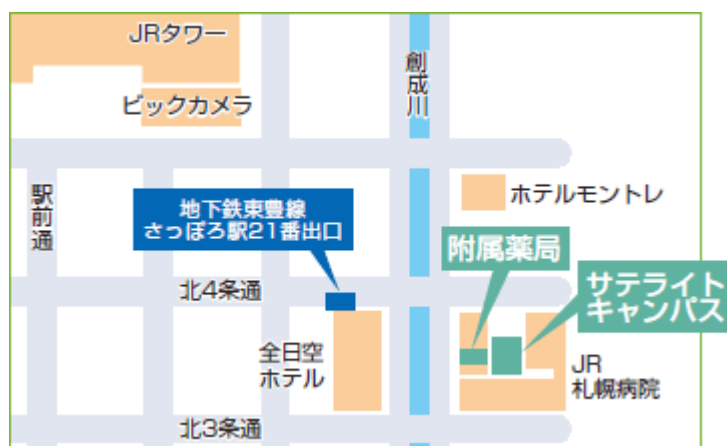 JRタワー
ビックカメラ
創成川
駅前通
地下鉄東豊線
さっぽろ駅21番出口
ホテルモントレ
附属薬局
サテライト
キャンパス
北4条通
全日空
ホテル
JR
札幌病院
北3条通